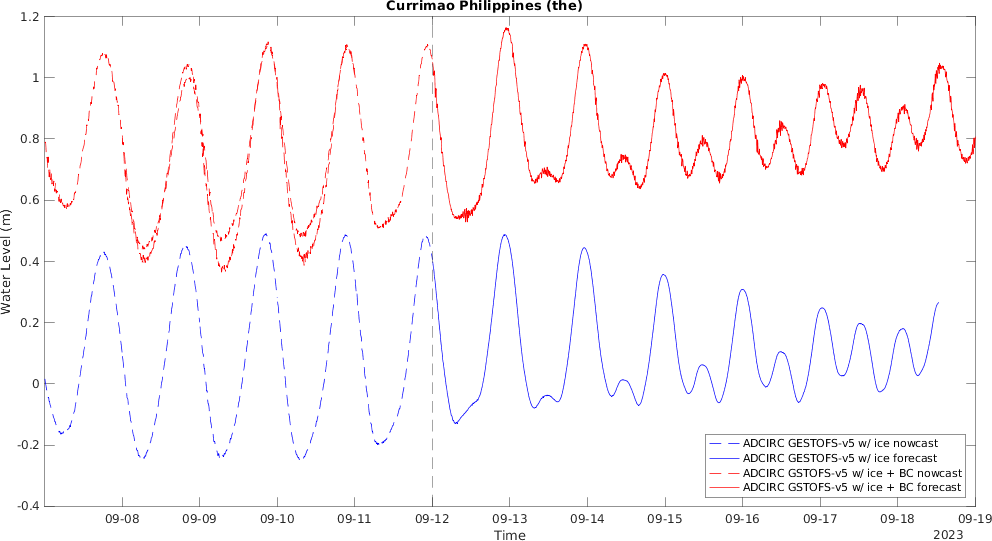 Currimao Philippines (the)
1.2
1
0.8
0.6
0.4
0.2
0
-0.2
-0.4
Water Level (m)
ADCIRC GESTOFS-v5 w/ ice nowcast
ADCIRC GESTOFS-v5 w/ ice forecast
ADCIRC GSTOFS-v5 w/ ice + BC nowcast
ADCIRC GSTOFS-v5 w/ ice + BC forecast
09-08 09-09 09-10 09-11 09-12 09-13 09-14 09-15 09-16 09-17 09-18 09-19
Time
2023